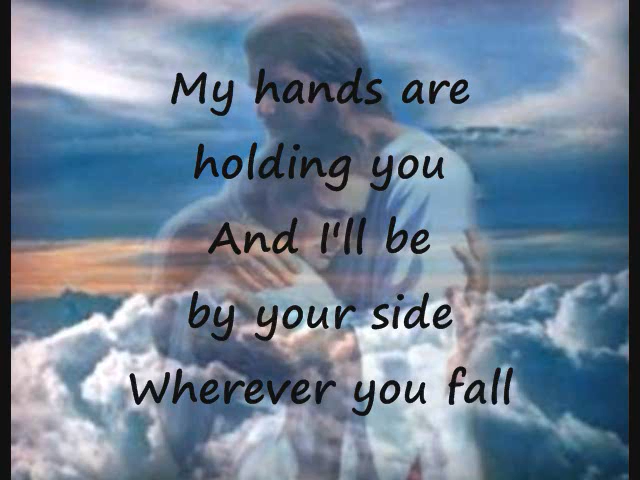 My hands are
holding you
And I'll be
by your side
Wherever you fall